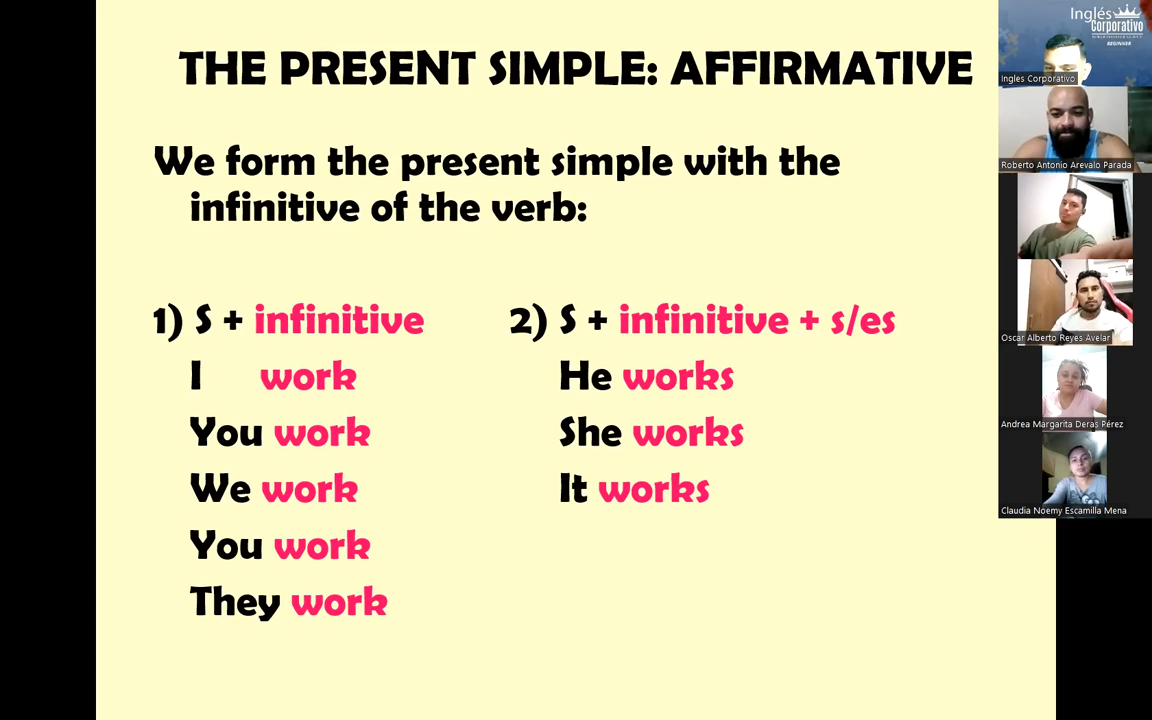 THE PRESENT SIMPLE: AFFIRMATIVE
We form the present simple with the
infinitive of the verb:
1) S + infinitive
I work
You work
We work
You work
They work
2) S + infinitive + s/es
He works
She works
It works
Inglés
Corporativo
BEGINNER
Ingles Corporativo
Roberto Antonio Arevalo Parada
Oscar Alberto Reyes Avelar
Andrea Margarita Deras Pérez
Claudia Noemy Escamilla Mena